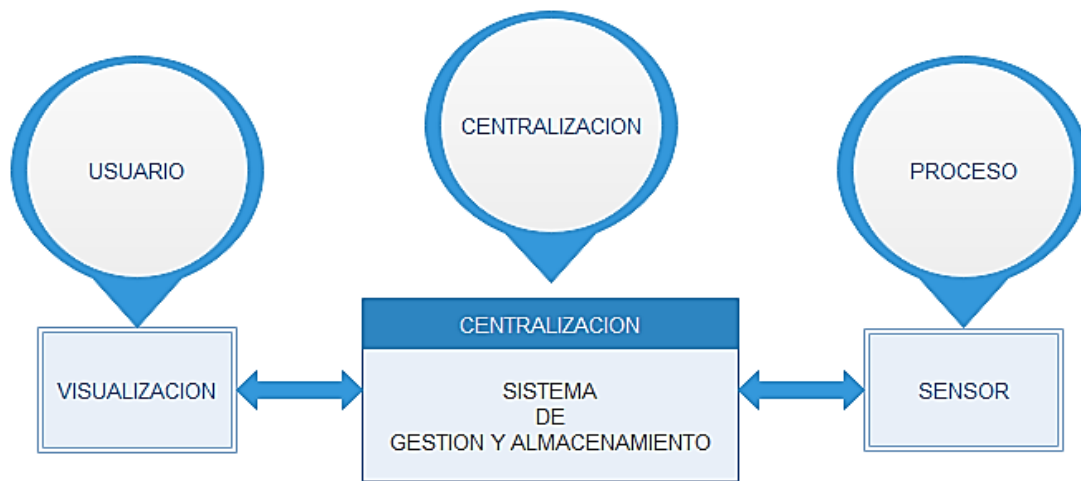 USUARIO
CENTRALIZACION
PROCESO
VISUALIZACION
CENTRALIZACION
SISTEMA
DE
GESTION Y ALMACENAMIENTO
SENSOR